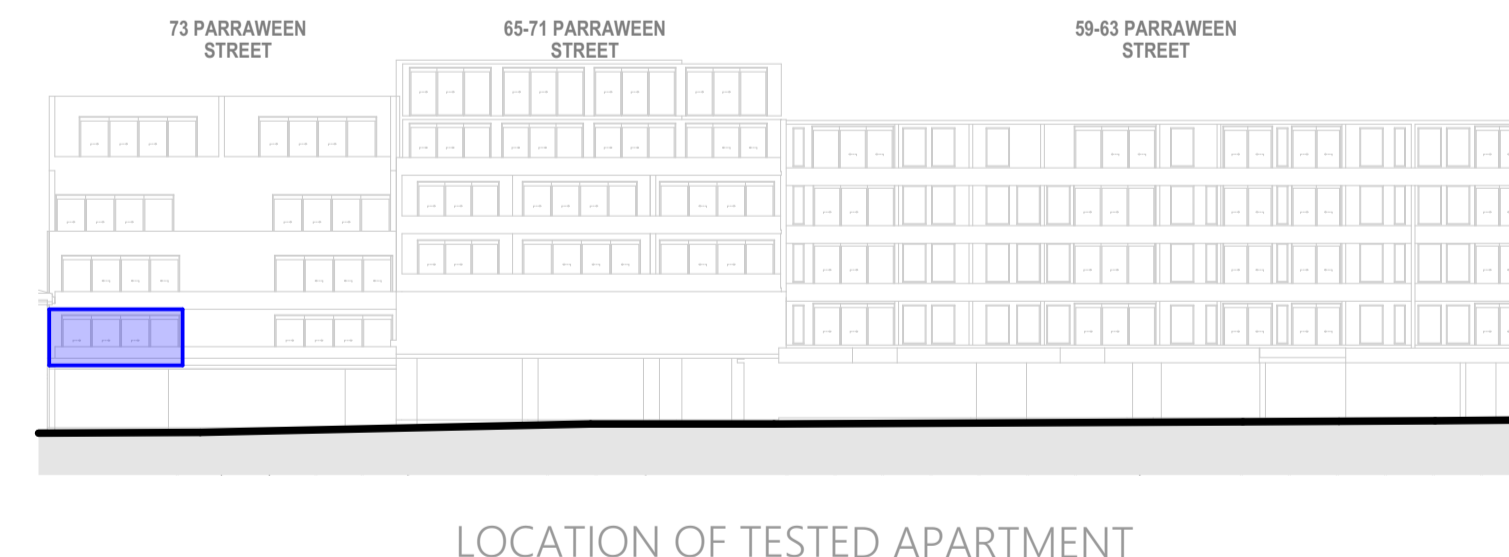 73 PARRAWEEN
STREET
65-71 PARRAWEEN
STREET
59-63 PARRAWEEN
STREET
LOCATION OF TESTED APARTMENT